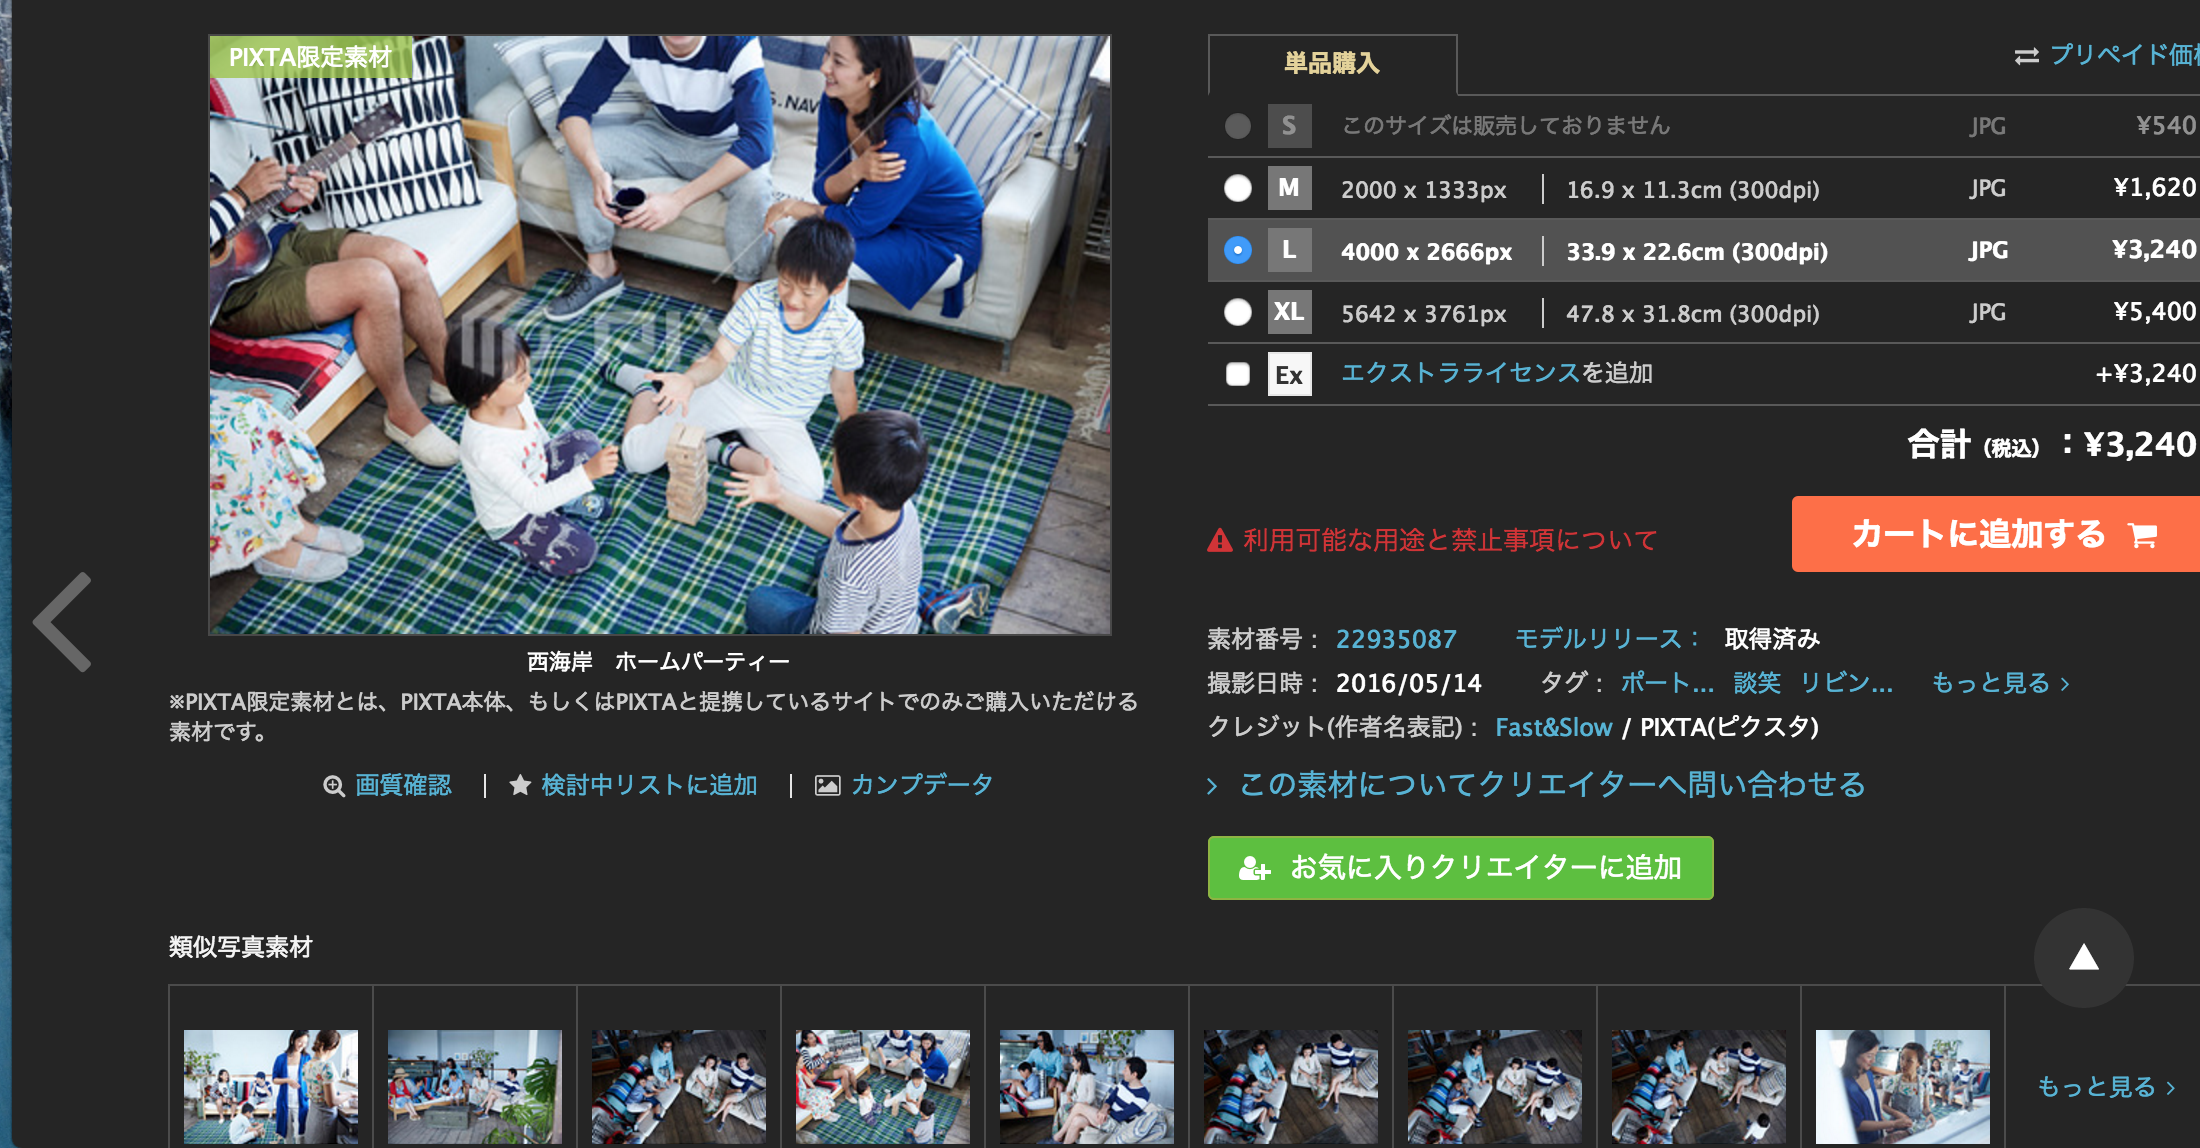 PIXTA限定素材
S.NAV
PIXTA
西海岸　ホームパーティー
※PIXTA限定素材とは、PIXTA本体、もしくはPIXTAと提携しているサイトでのみご購入いただける
素材です。
画質確認 | 検討中リストに追加 | カンプデータ
単品購入
プリペイド価
S このサイズは販売しておりません JPG ¥540
M 2000 x 1333px | 16.9 x 11.3cm (300dpi) JPG ¥1,620
L 4000 x 2666px | 33.9 x 22.6cm (300dpi) JPG ¥3,240
XL 5642 x 3761px | 47.8 x 31.8cm (300dpi) JPG ¥5,400
Ex エクストラライセンスを追加 +¥3,240
合計 (税込) ：¥3,240
利用可能な用途と禁止事項について
カートに追加する
素材番号： 22935087 モデルリリース： 取得済み
撮影日時： 2016/05/14 タグ： ポート... 談笑 リビン... もっと見る ›
クレジット(作者名表記)： Fast&Slow / PIXTA(ピクスタ)
› この素材についてクリエイターへ問い合わせる
お気に入りクリエイターに追加
類似写真素材
もっと見る ›